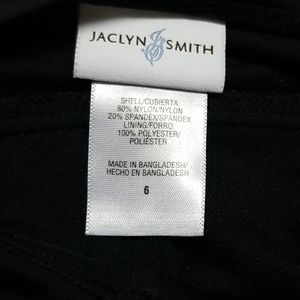 JACLYN SMITH
SHELL/CUBIERTA:
80% NYLON/NYLON
20% SPANDEX/SPANDEX
LINING/FORRO:
100% POLYESTER/
POLYESTER
MADE IN BANGLADESH/
HECHO EN BANGLADESH
6